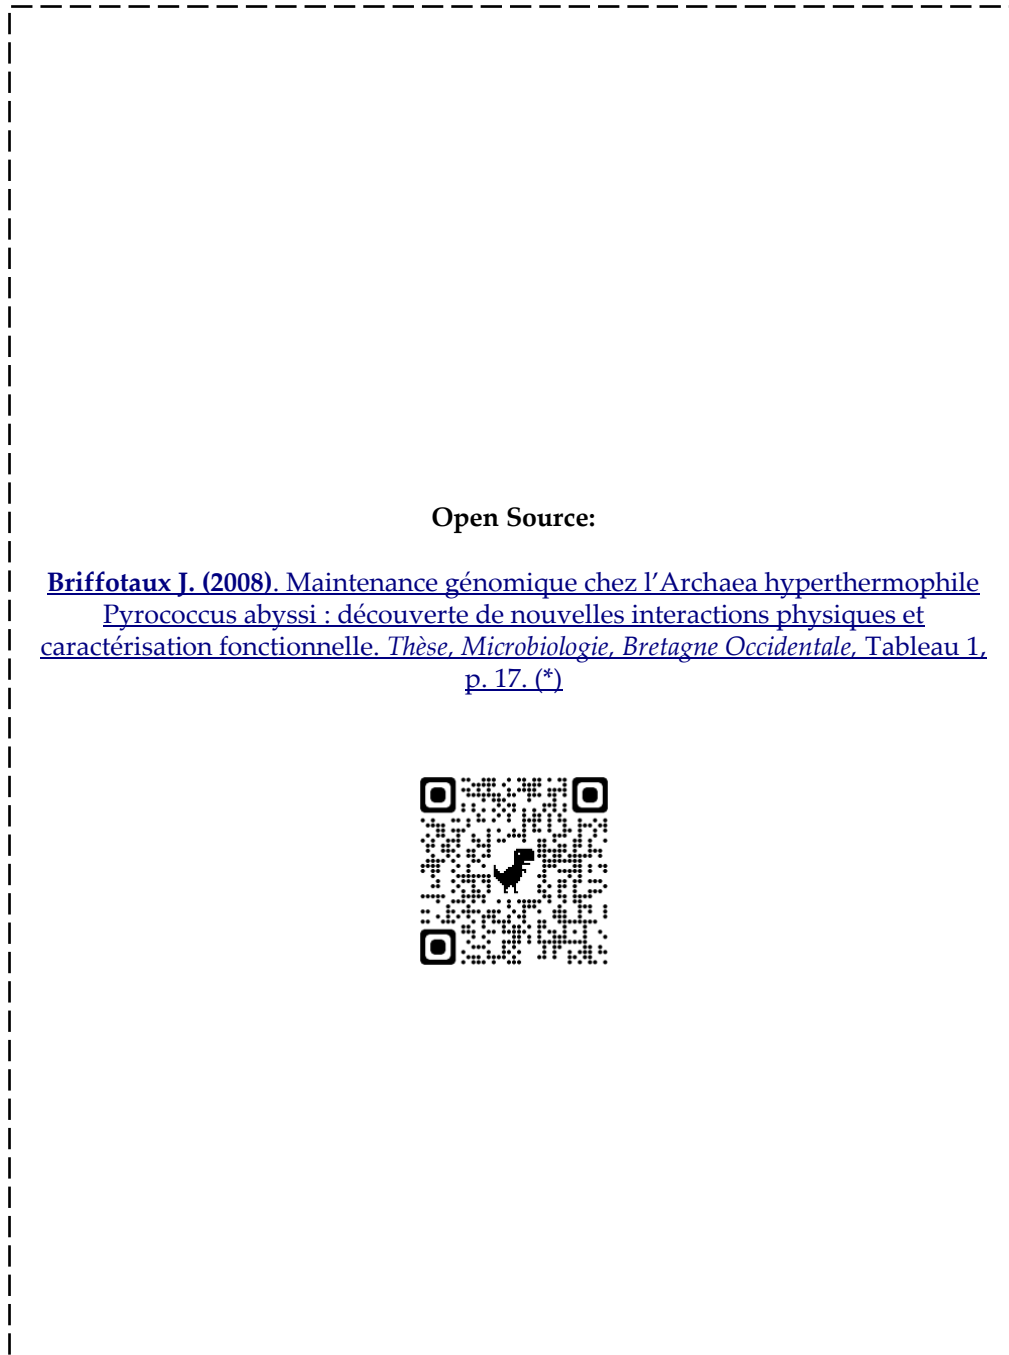 Open Source:
Briffotaux J. (2008). Maintenance génomique chez l’Archaea hyperthermophile
Pyrococcus abyssi : découverte de nouvelles interactions physiques et
caractérisation fonctionnelle. Thèse, Microbiologie, Bretagne Occidentale, Tableau 1,
p. 17. (*)